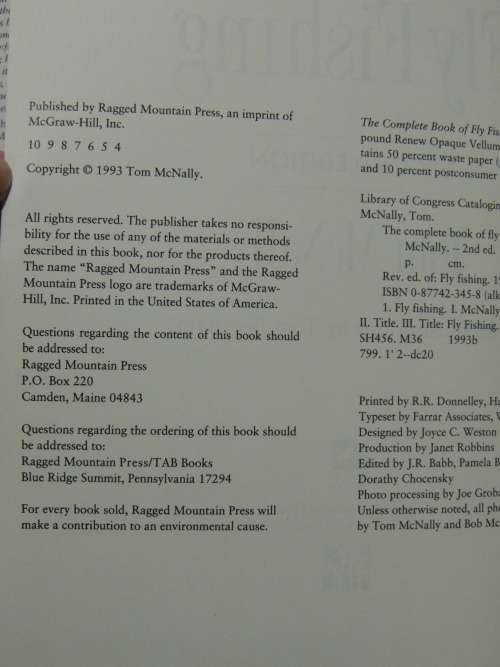 Published by Ragged Mountain Press, an imprint of
McGraw-Hill, Inc.
10 9 8 7 6 5 4
Copyright © 1993 Tom McNally.
All rights reserved. The publisher takes no responsi-
bility for the use of any of the materials or methods
described in this book, nor for the products thereof.
The name “Ragged Mountain Press” and the Ragged
Mountain Press logo are trademarks of McGraw-
Hill, Inc. Printed in the United States of America.
Questions regarding the content of this book should
be addressed to:
Ragged Mountain Press
P.O. Box 220
Camden, Maine 04843
Questions regarding the ordering of this book should
be addressed to:
Ragged Mountain Press/TAB Books
Blue Ridge Summit, Pennsylvania 17294
For every book sold, Ragged Mountain Press will
make a contribution to an environmental cause.
The Complete Book of Fly Fis
pound Renew Opaque Vellum
tains 50 percent waste paper
and 10 percent postconsumer
Library of Congress Catalogin
McNally, Tom.
The complete book of fly
McNally. – 2nd ed.
p. cm.
Rev. ed. of: Fly fishing. 19
ISBN 0-87742-345-8 (alk
1. Fly fishing. I. McNally
II. Title. III. Title: Fly Fishing.
SH456. M36 1993b
799. 1' 2--dc20
Printed by R.R. Donnelley, Ha
Typeset by Farrar Associates, W
Designed by Joyce C. Weston
Production by Janet Robbins
Edited by J.R. Babb, Pamela B
Dorathy Chocensky
Photo processing by Joe Groba
Unless otherwise noted, all pho
by Tom McNally and Bob Mc